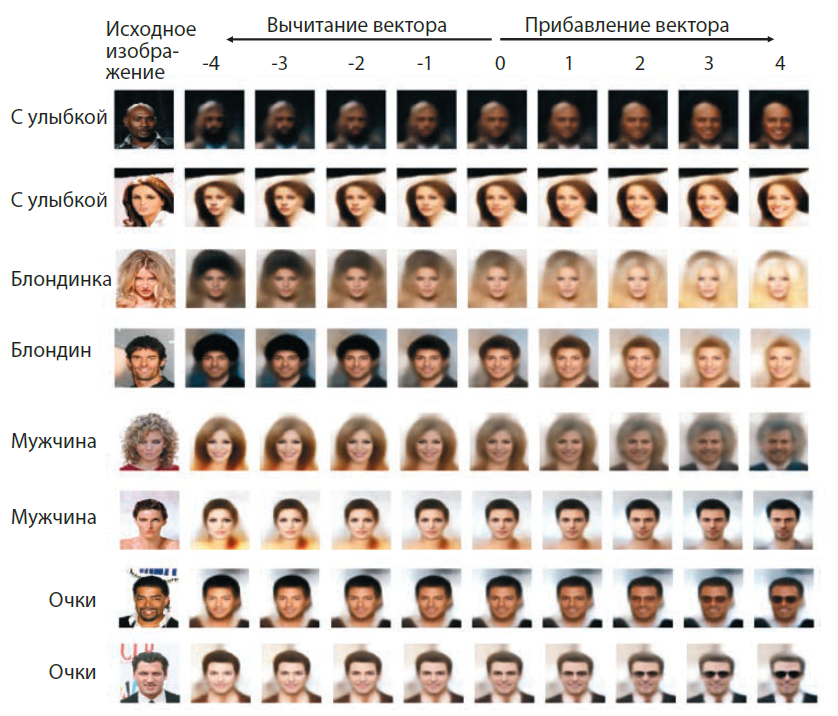 Исходное
изобра-
жение
Вычитание вектора
Прибавление вектора
-4 -3 -2 -1 0 1 2 3 4
С улыбкой
С улыбкой
Блондинка
Блондин
Мужчина
Мужчина
Очки
Очки